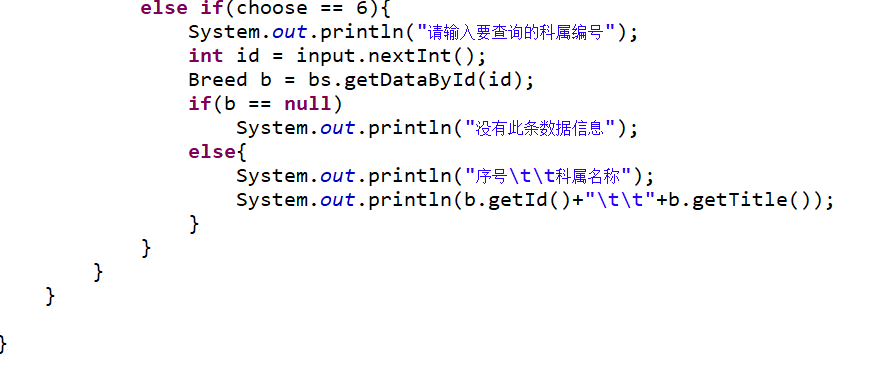 else if(choose == 6){
System.out.println("请输入要查询的科属编号");
int id = input.nextInt();
Breed b = bs.getDataById(id);
if(b == null)
System.out.println("没有此条数据信息");
else{
System.out.println("序号\t\t科属名称");
System.out.println(b.getId()+"\t\t"+b.getTitle());
}
}
}
}
}